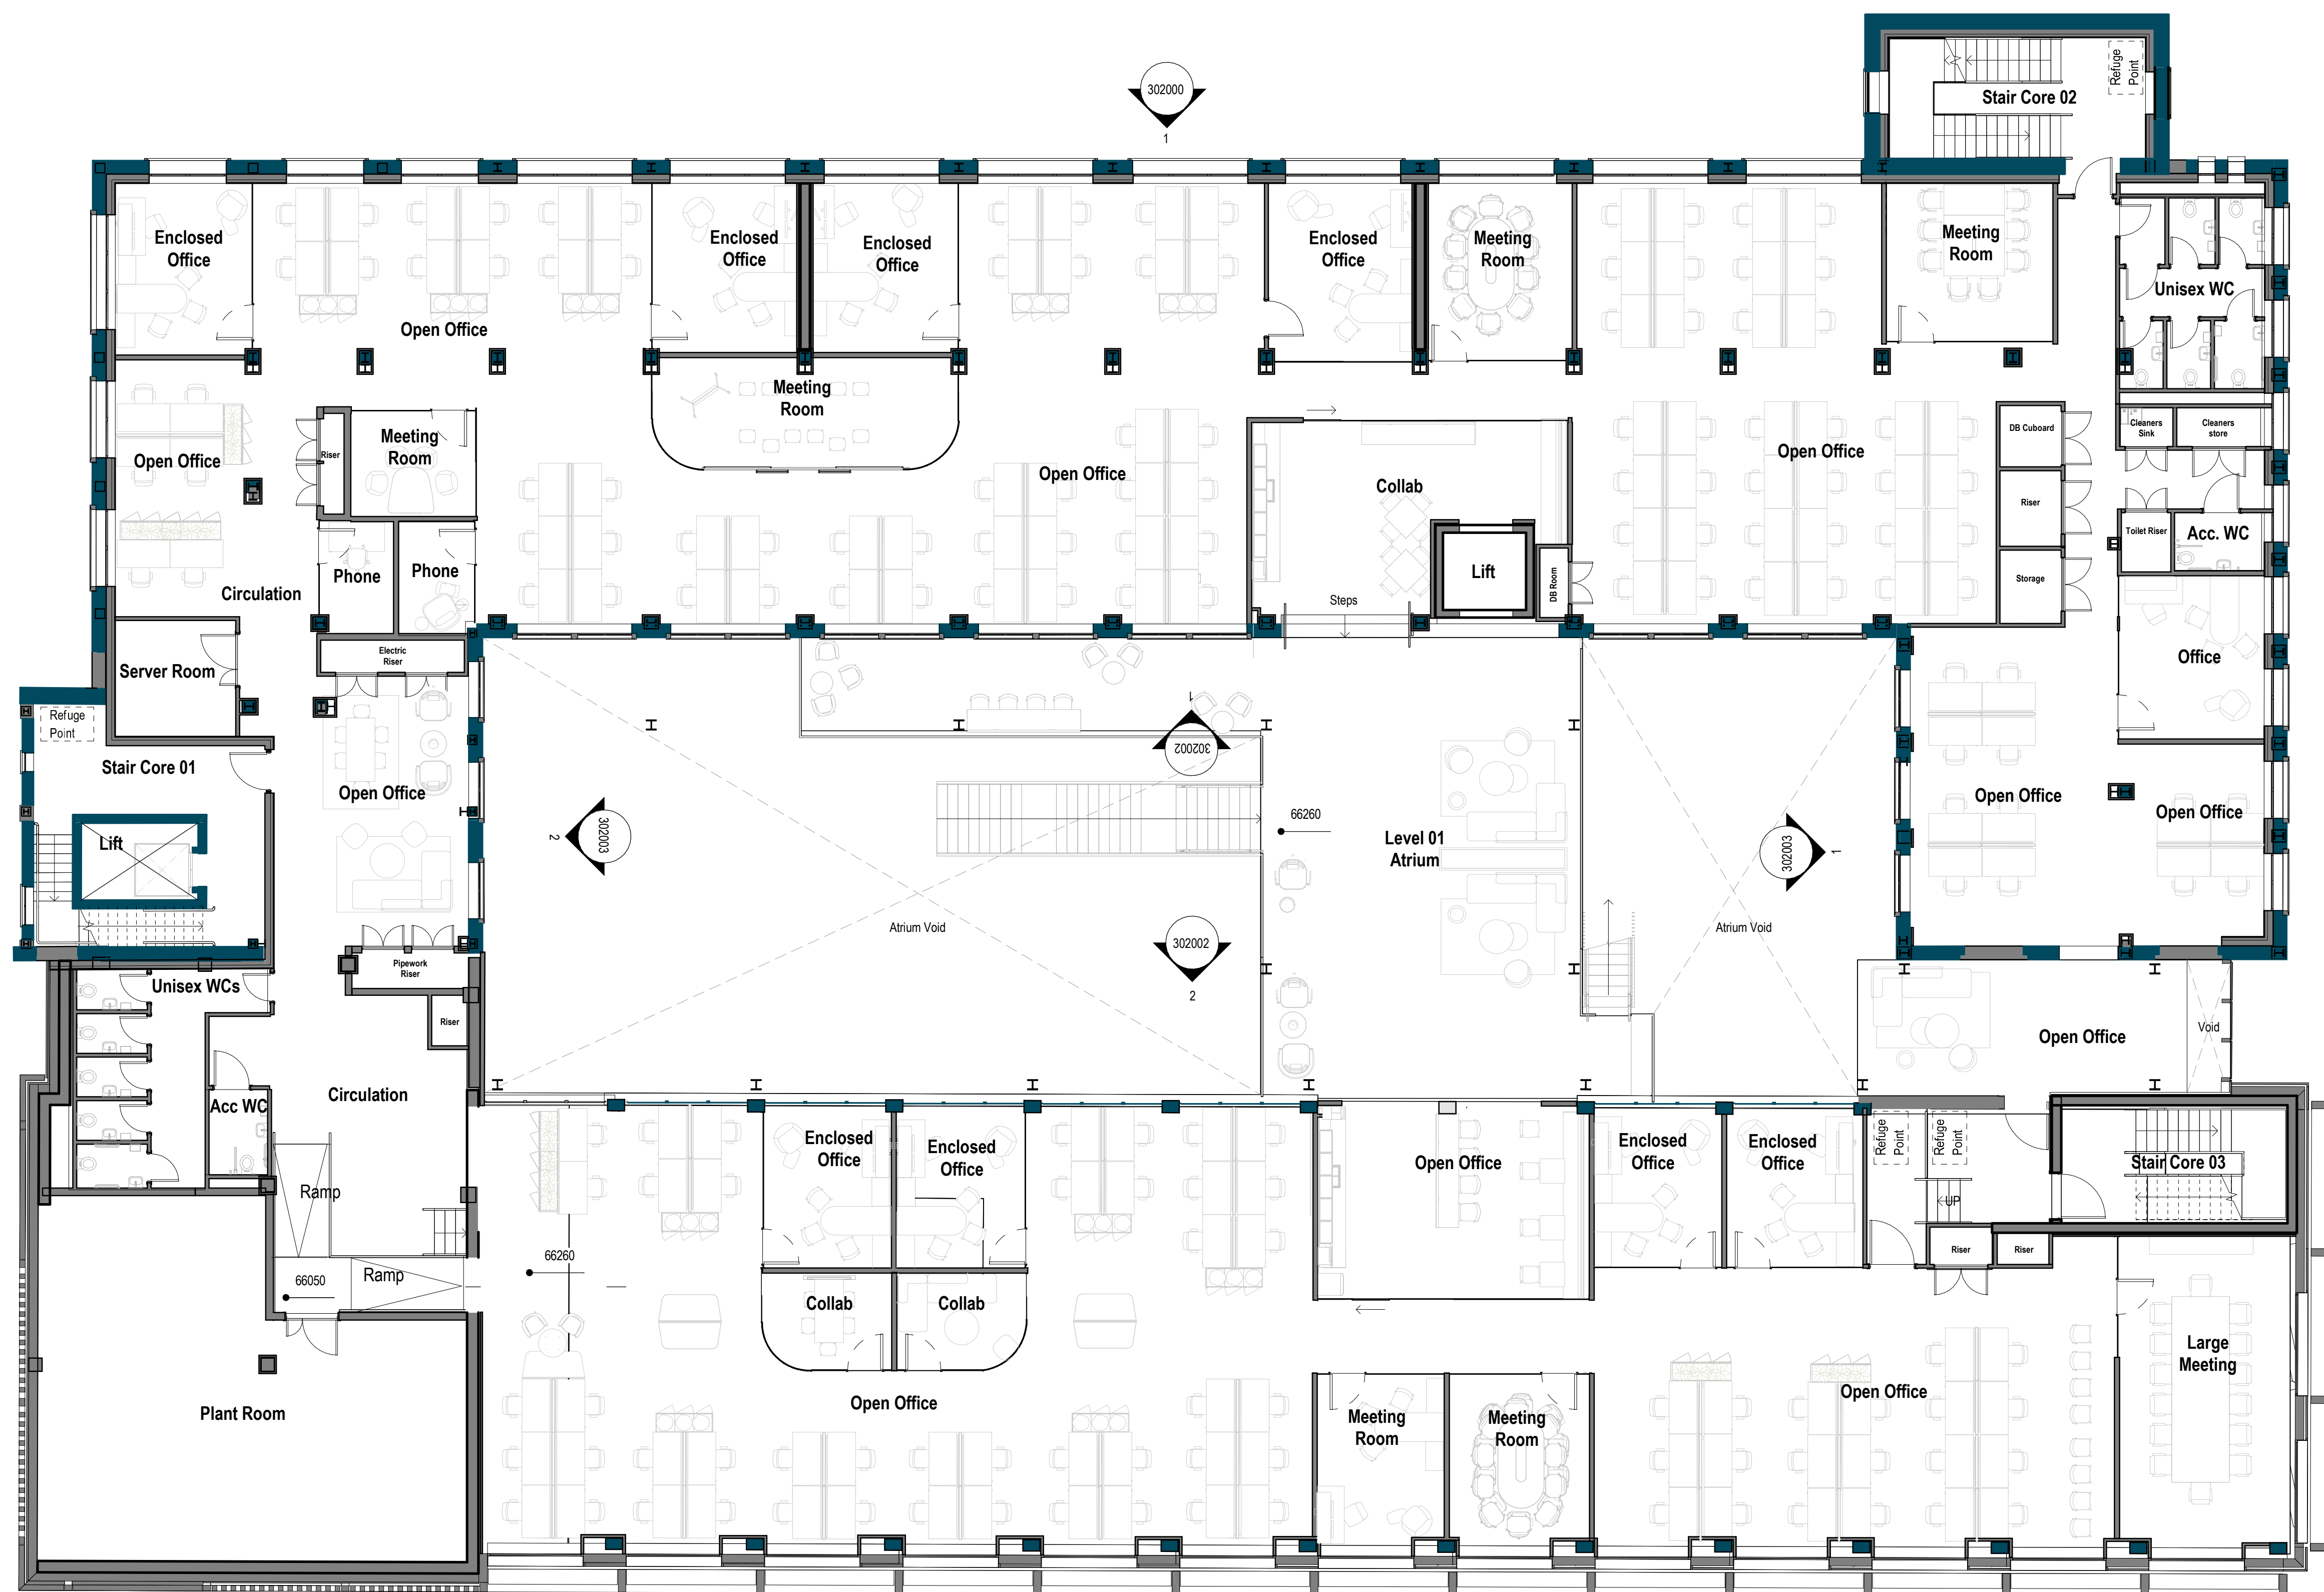 Refuge
Point
Stair Core 02
302000
1
Enclosed
Office
Enclosed
Office
Enclosed
Office
Enclosed
Office
Meeting
Room
Meeting
Room
Unisex WC
Open Office
Meeting
Room
Meeting
Room
Riser
Open Office
Open Office
Collab
Open Office
DB Cuboard
Cleaners
Sink
Cleaners
store
Riser
Toilet Riser
Acc. WC
Phone
Phone
Lift
DB Room
Storage
Circulation
Steps
Server Room
Electric
Riser
Office
Refuge
Point
Stair Core 01
Open Office
1
302002
Open Office
Open Office
Lift
2
302003
66260
Level 01
Atrium
302003
1
Atrium Void
302002
2
Atrium Void
Pipework
Riser
Unisex WCs
Riser
Open Office
Void
Circulation
Acc WC
Ramp
Enclosed
Office
Enclosed
Office
Open Office
Enclosed
Office
Enclosed
Office
Refuge
Point
Refuge
Point
Stair Core 03
UP
66260
Ramp
66050
Riser
Riser
Collab
Collab
Large
Meeting
Plant Room
Open Office
Meeting
Room
Meeting
Room
Open Office